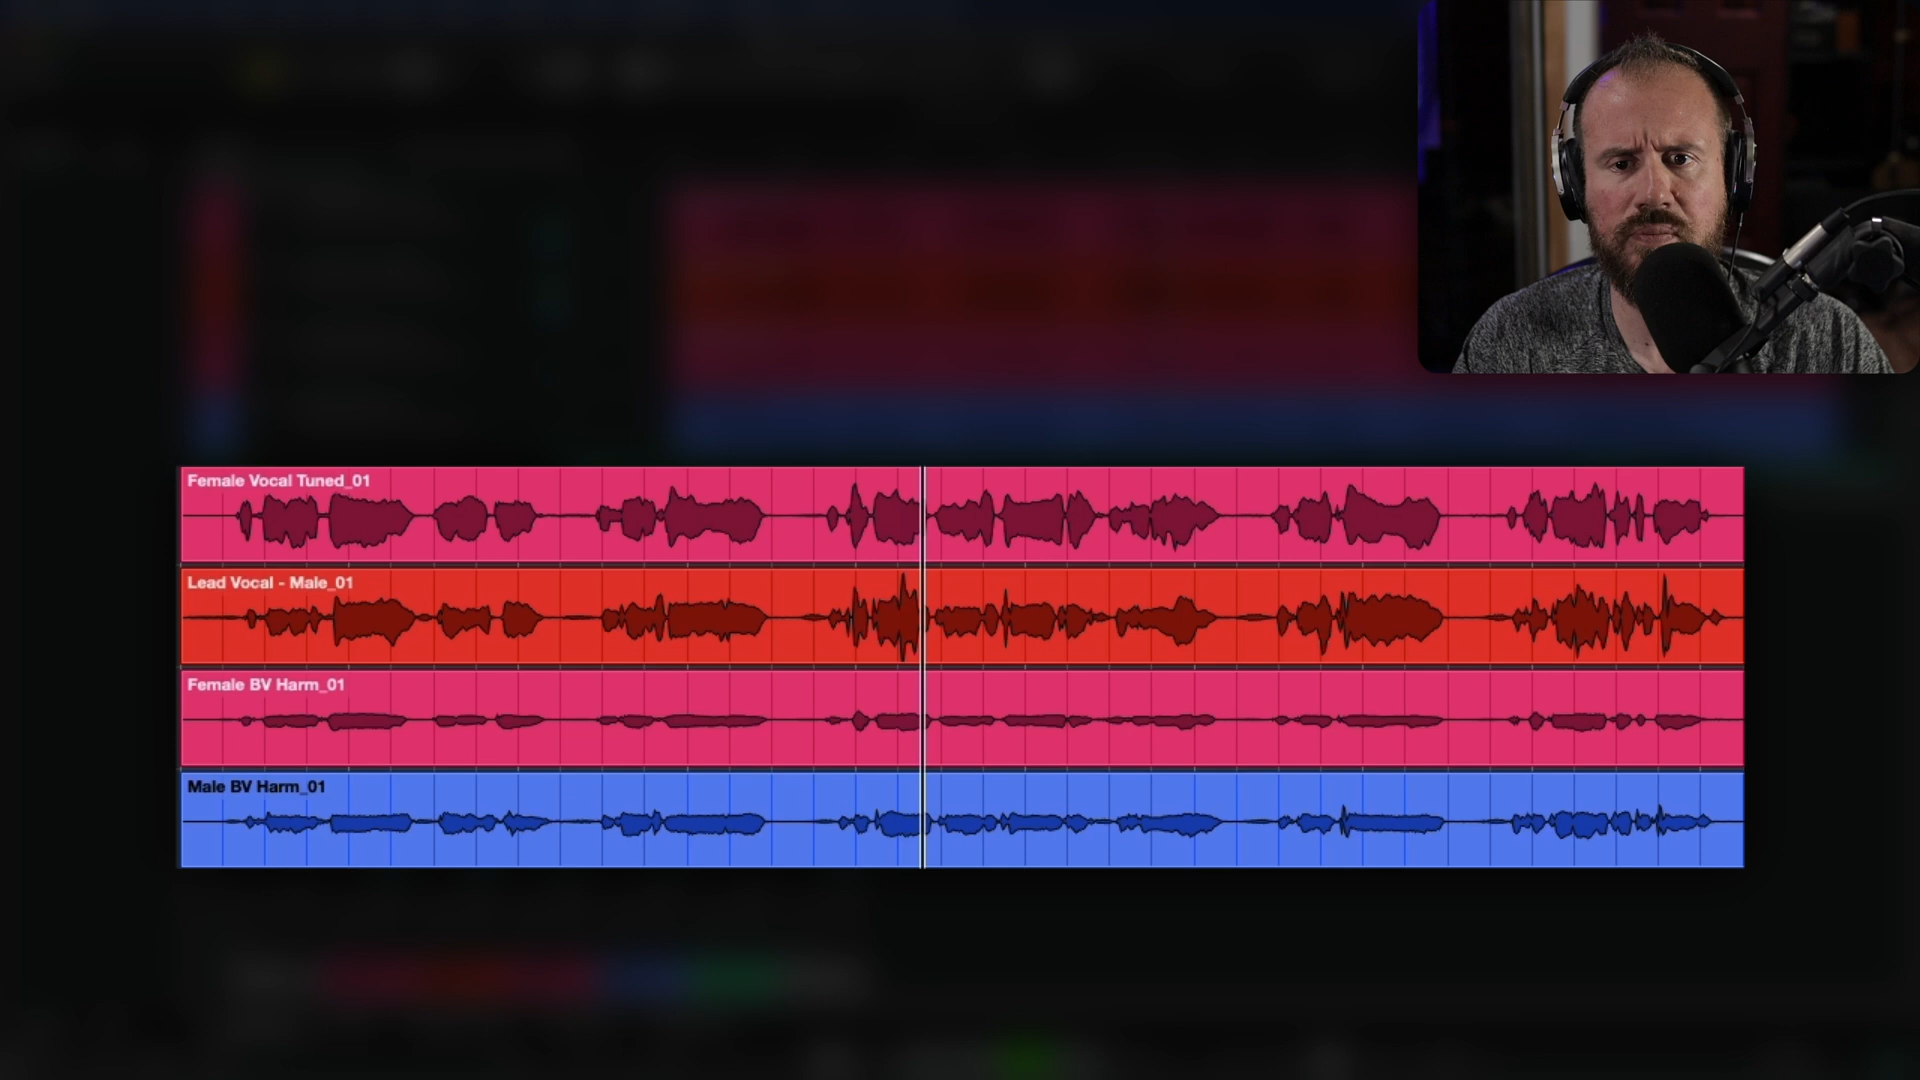 Female Vocal Tuned_01
Lead Vocal - Male_01
Female BV Harm_01
Male BV Harm_01